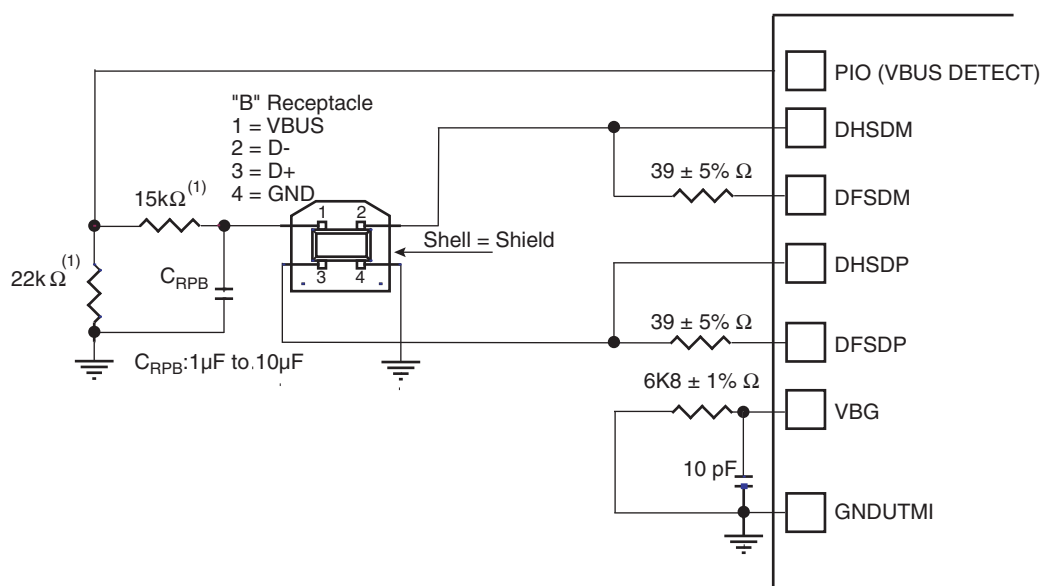 PIO (VBUS DETECT)
"B" Receptacle
1 = VBUS
2 = D-
3 = D+
4 = GND
DHSDM
39 ± 5% Ω
DFSDM
15kΩ(1)
1 2
Shell = Shield
3 4
DHSDP
22k Ω(1)
CRPB
39 ± 5% Ω
DFSDP
CRPB:1µF to 10µF
6K8 ± 1% Ω
VBG
10 pF
GNDUTMI